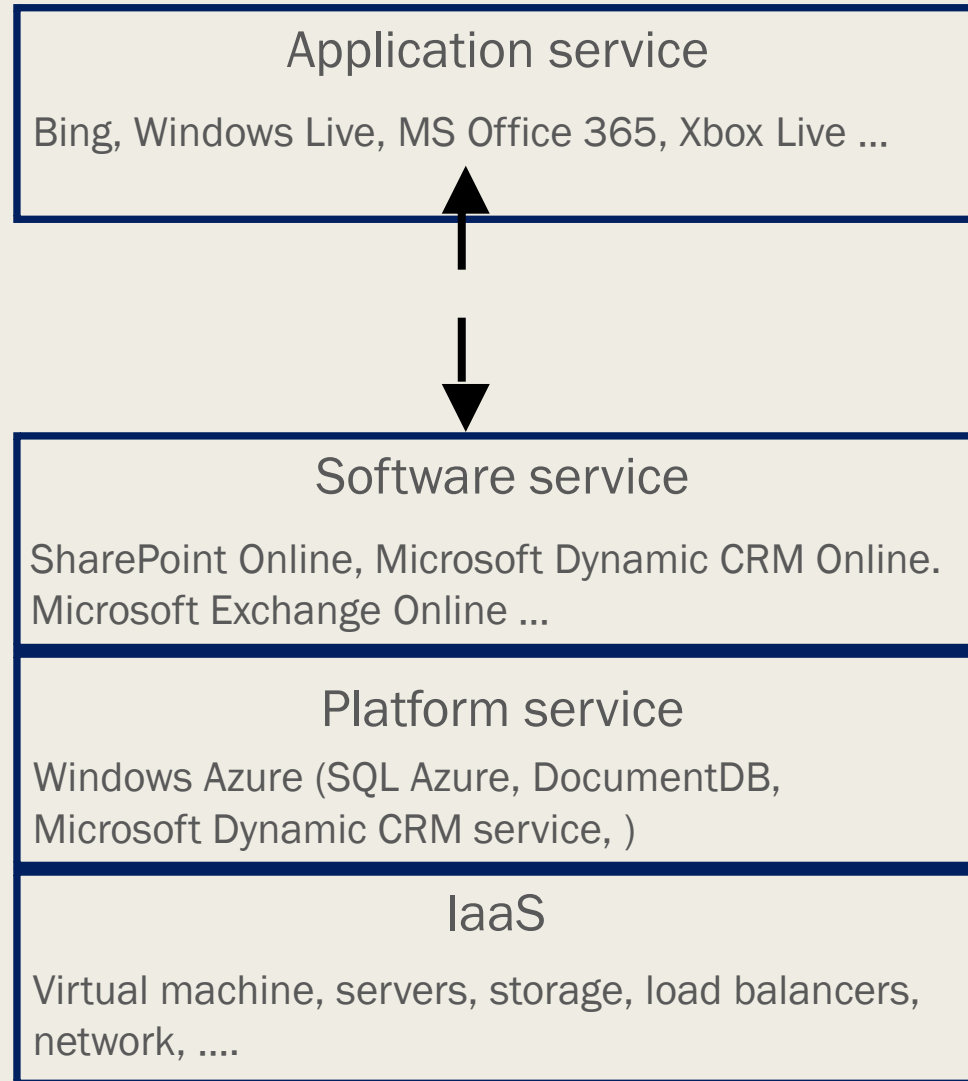 Application service
Bing, Windows Live, MS Office 365, Xbox Live ...
Software service
SharePoint Online, Microsoft Dynamic CRM Online.
Microsoft Exchange Online ...
Platform service
Windows Azure (SQL Azure, DocumentDB,
Microsoft Dynamic CRM service, )
IaaS
Virtual machine, servers, storage, load balancers,
network, ....